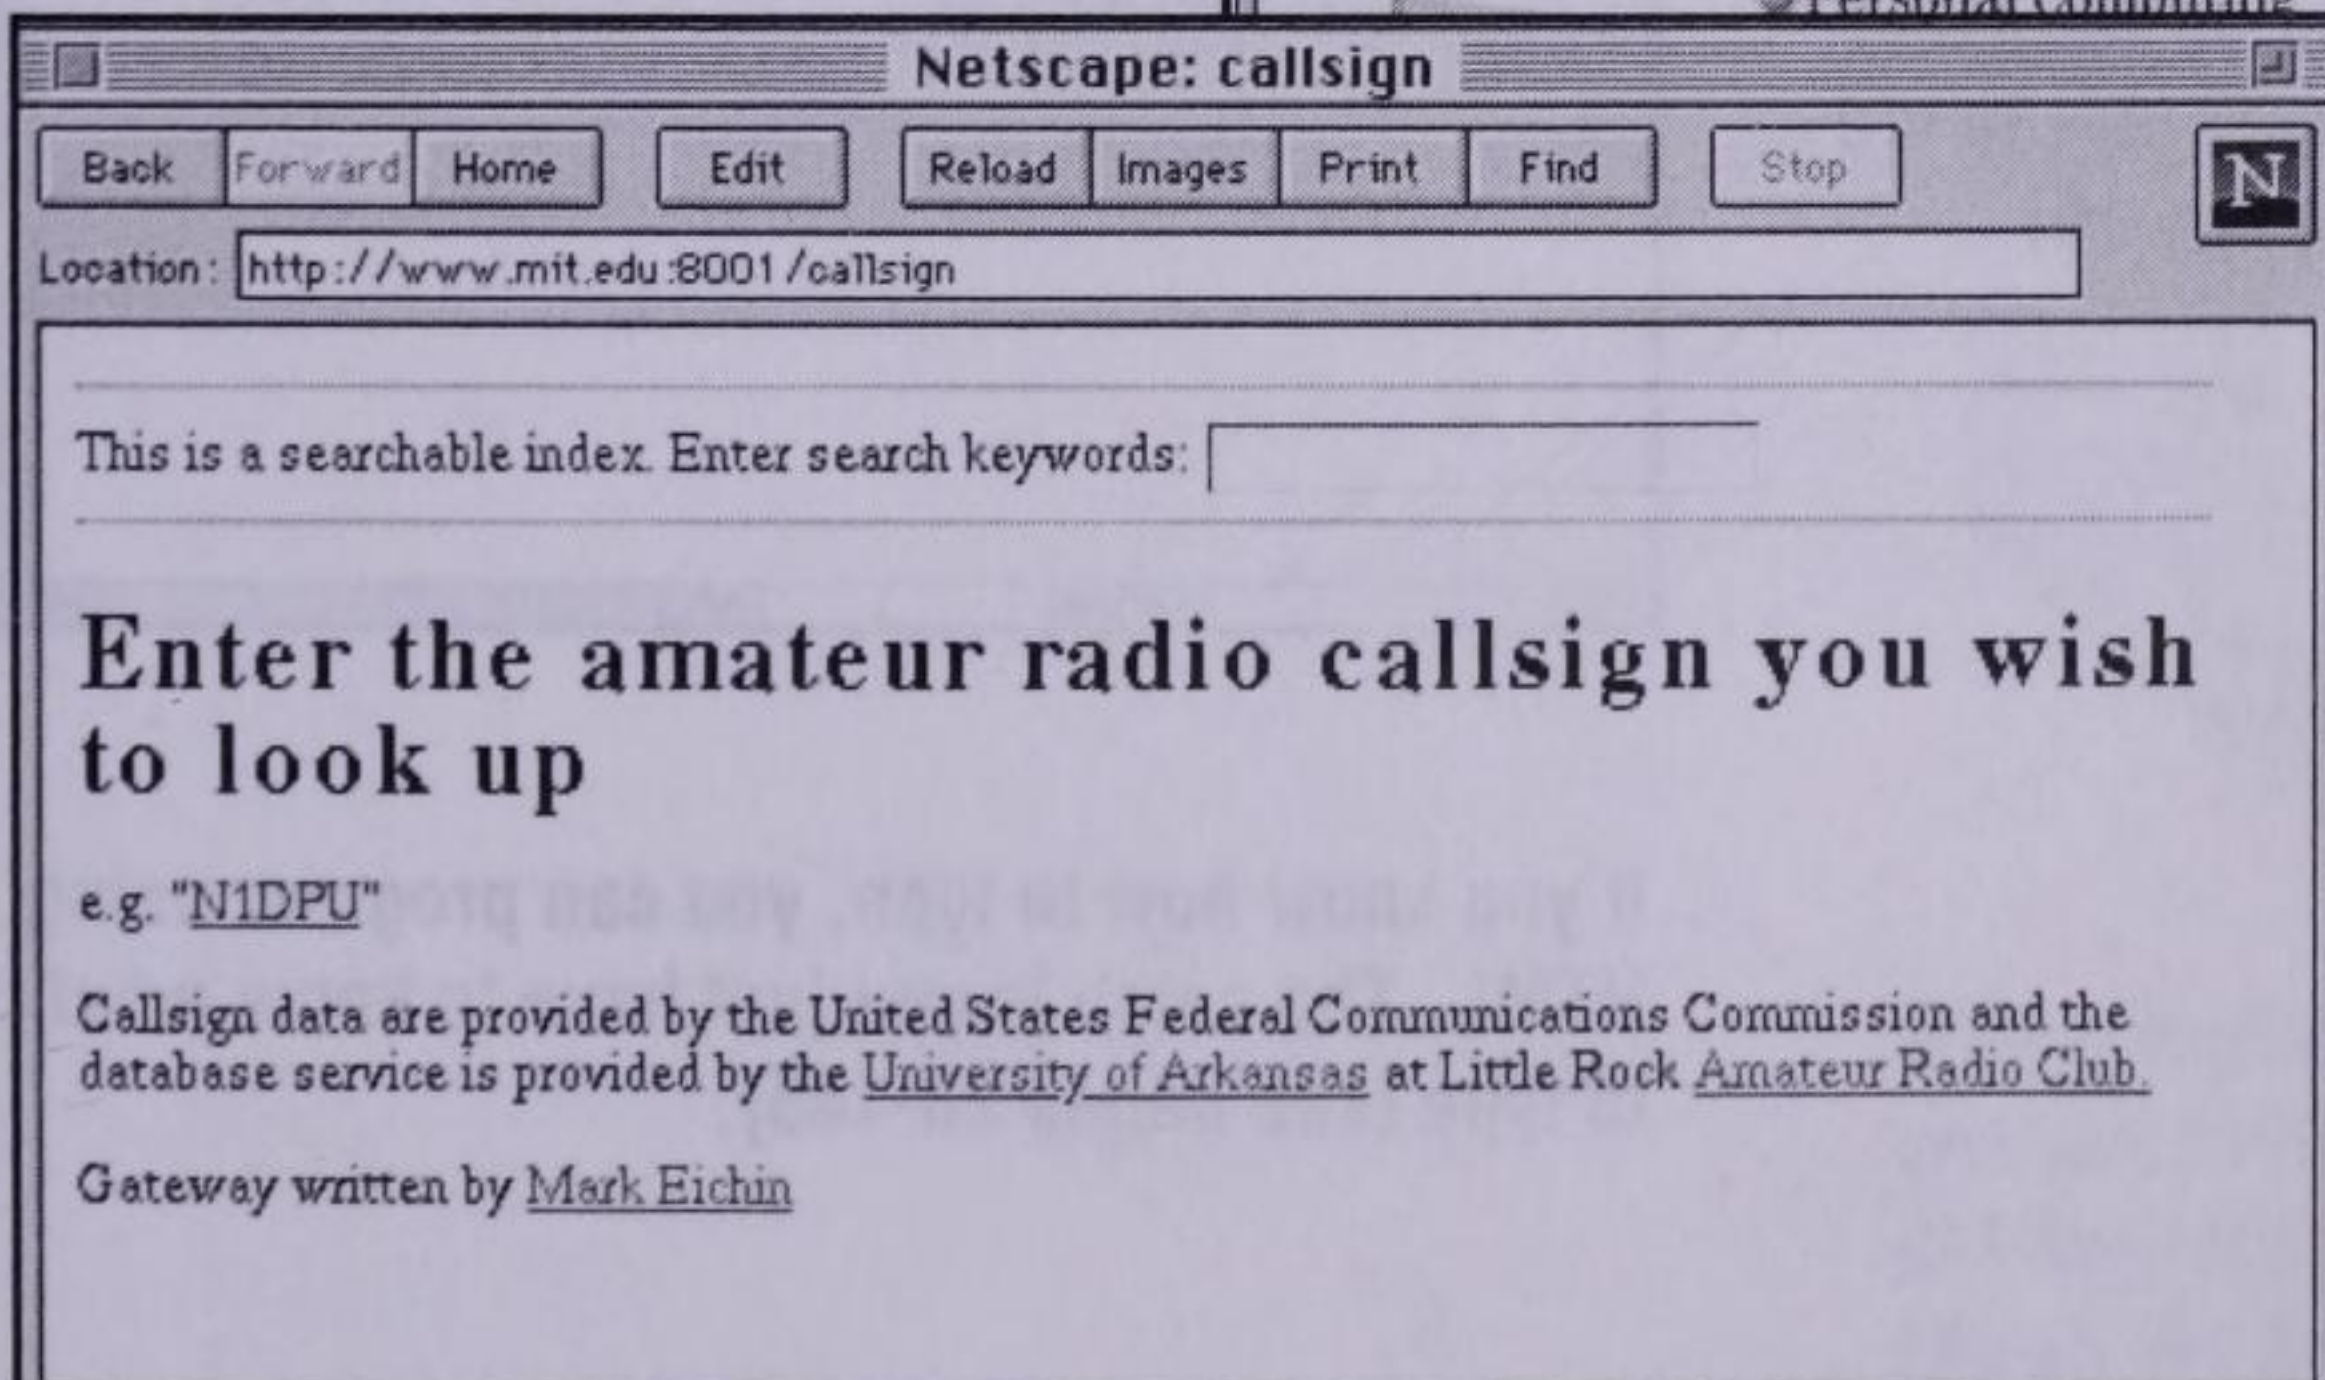 Personal computing
Netscape: callsign
Back Forward Home Edit Reload Images Print Find Stop N
Location: http://www.mit.edu:8001/callsign
This is a searchable index. Enter search keywords:
Enter the amateur radio callsign you wish
to look up
e.g. "N1DPU"
Callsign data are provided by the United States Federal Communications Commission and the
database service is provided by the University of Arkansas at Little Rock Amateur Radio Club.
Gateway written by Mark Eichin